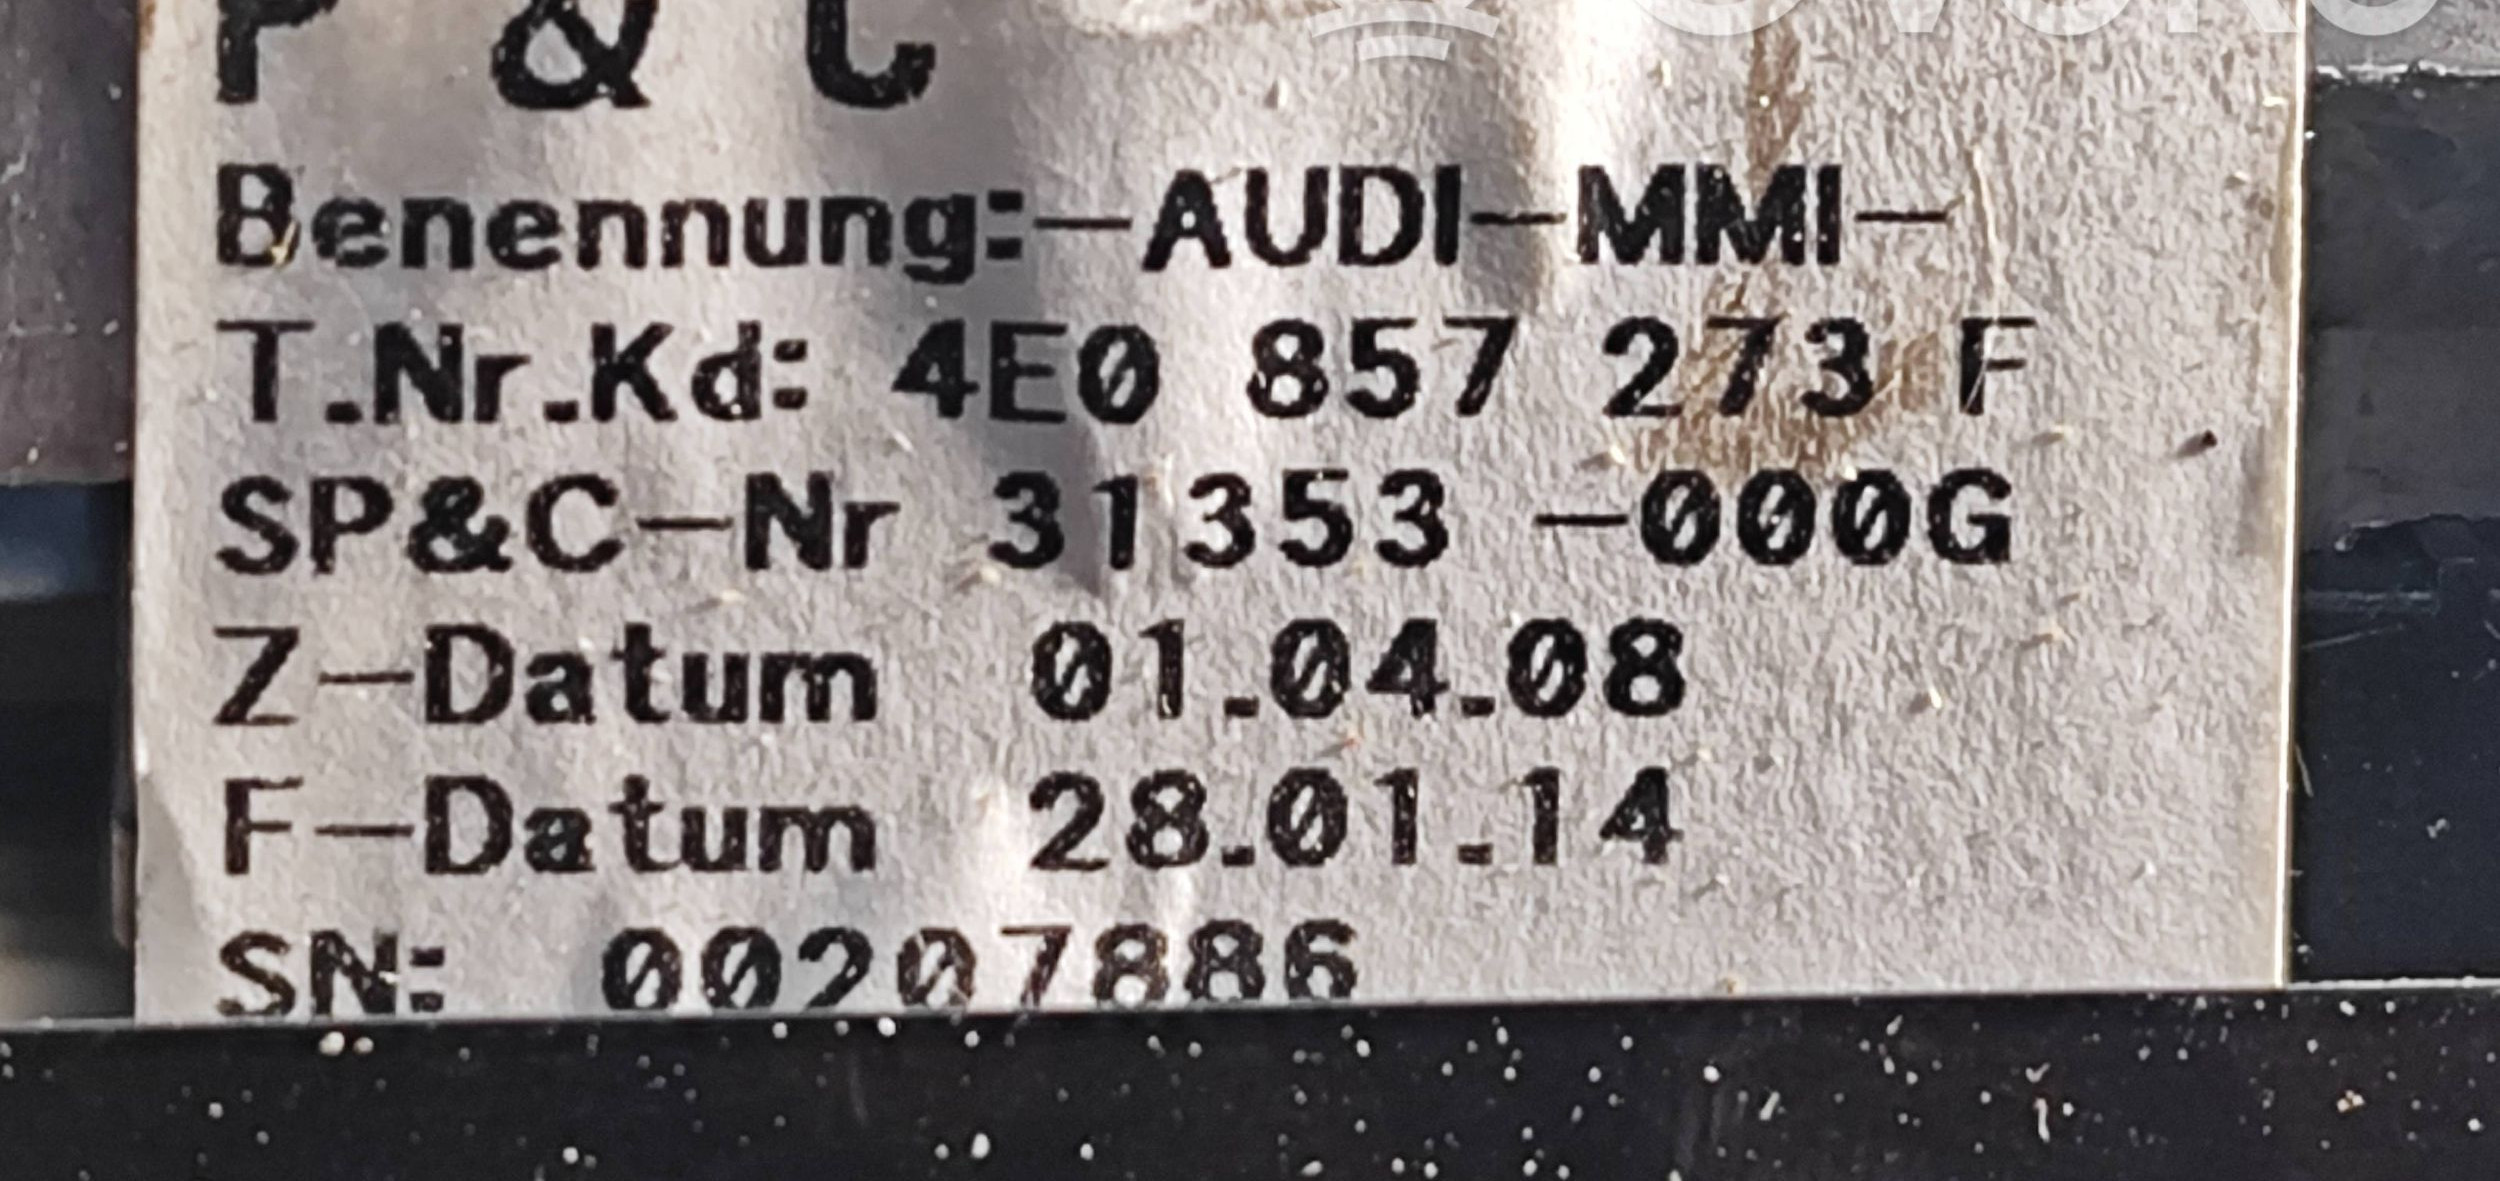 P & C
Benennung:-AUDI-MMI-
T.Nr.Kd: 4E0 857 273 F
SP&C-Nr 31353 -000G
Z-Datum 01.04.08
F-Datum 28.01.14
SN: 00207886